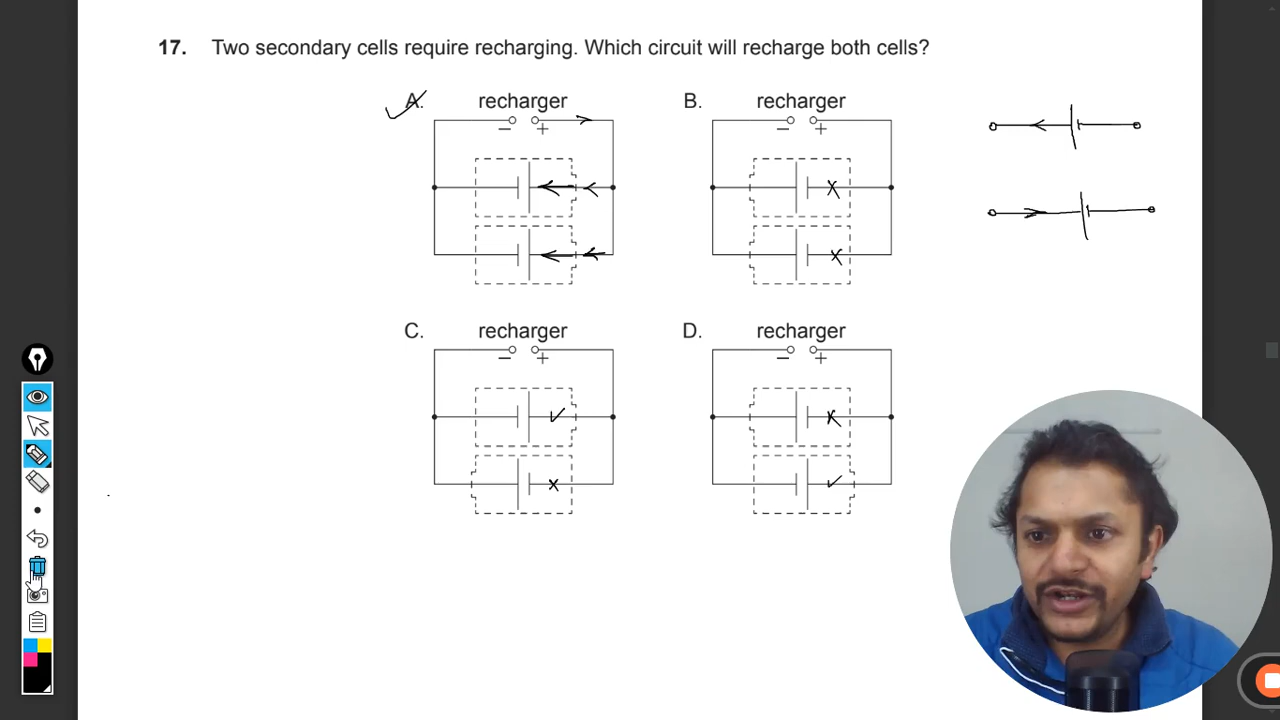 17. Two secondary cells require recharging. Which circuit will recharge both cells?
A. recharger
− +
B. recharger
− +
C. recharger
− +
D. recharger
− +